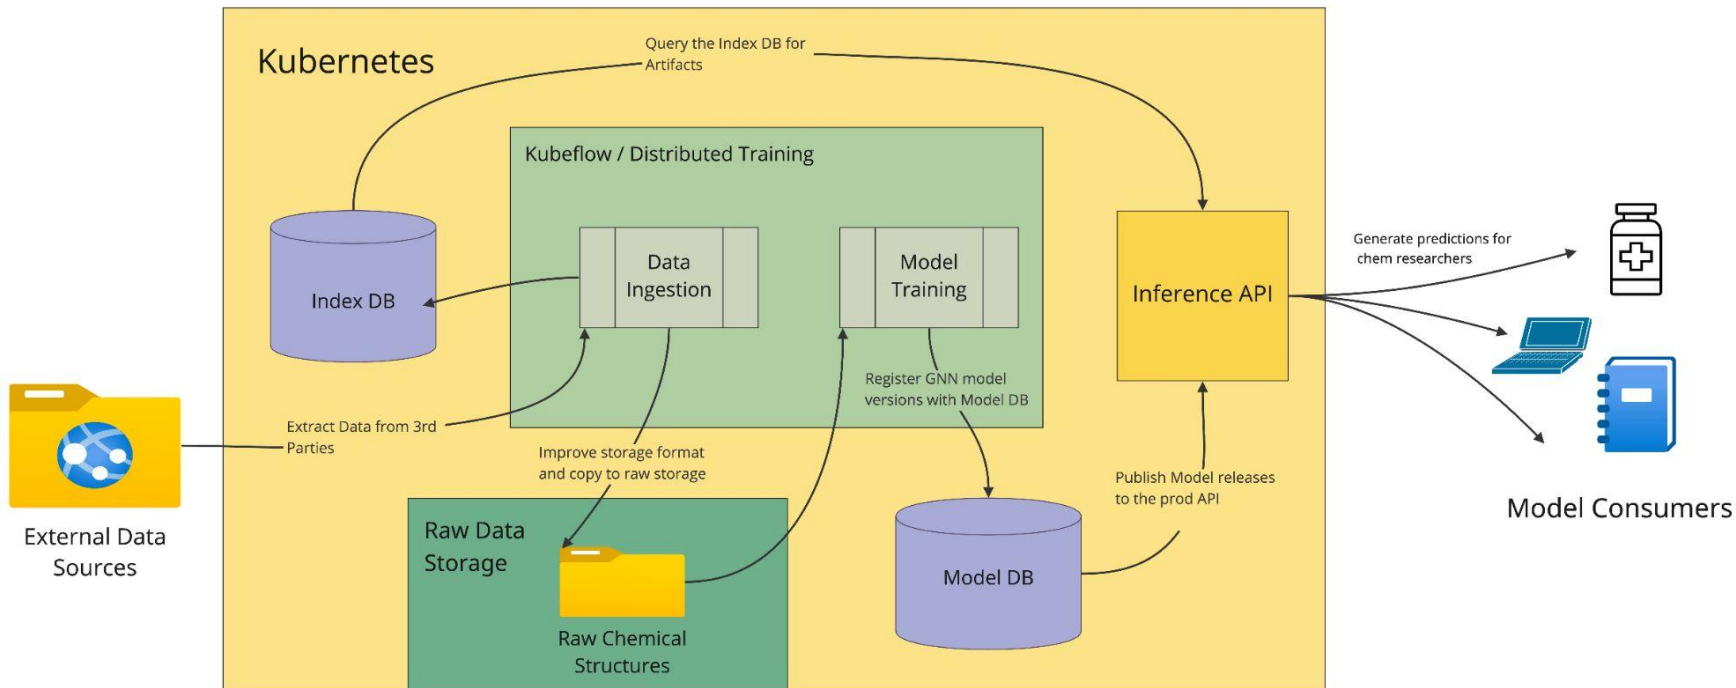 Kubernetes
Query the Index DB for
Artifacts
Kubeflow / Distributed Training
Data
Ingestion
Model
Training
Index DB
Inference API
Generate predictions for
chem researchers
Register GNN model
versions with Model DB
Extract Data from 3rd
Parties
Improve storage format
and copy to raw storage
Publish Model releases
to the prod API
External Data
Sources
Raw Data
Storage
Raw Chemical
Structures
Model DB
Model Consumers